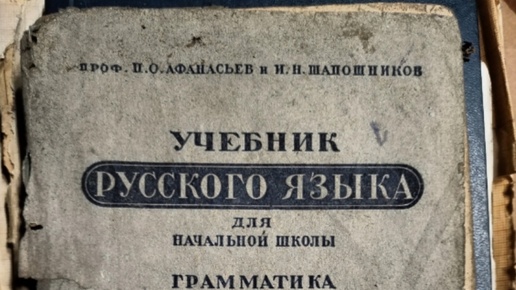 ПРОФ. П.О. АФАНАСЬЕВ и И.Н. ШАПОШНИКОВ
УЧЕБНИК
РУССКОГО ЯЗЫКА
ДЛЯ
НАЧАЛЬНОЙ ШКОЛЫ
ГРАММАТИКА